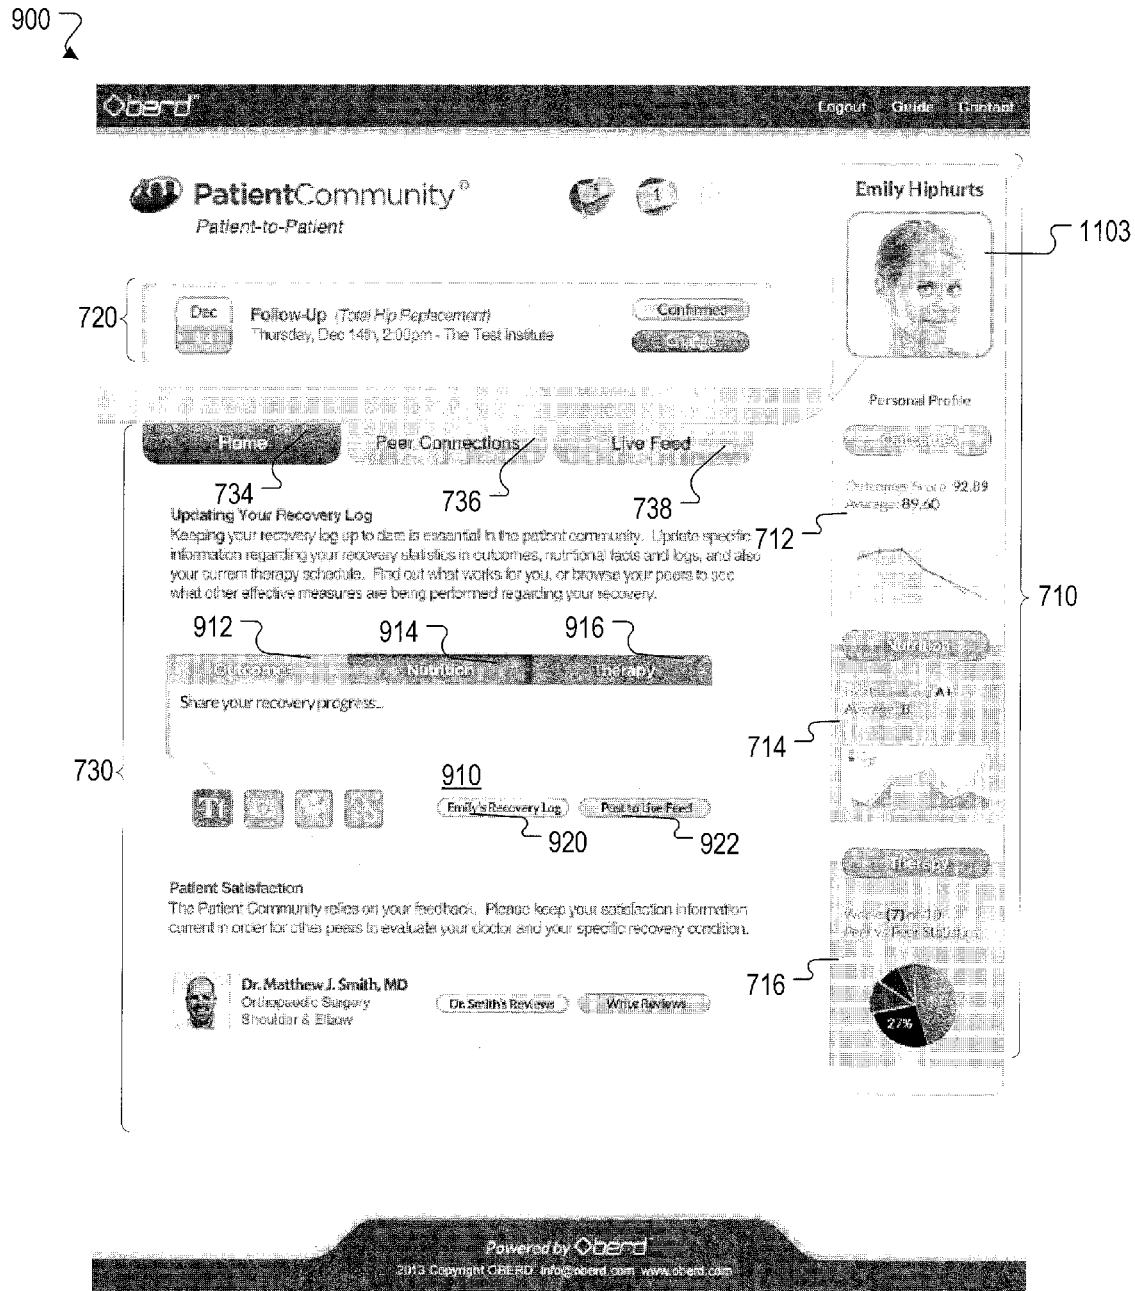 900
Oberd™
Logout Guide Contact
PatientCommunity
Patient-to-Patient
1
Emily Hiphurts
1103
720
Dec
Follow-Up (Total Hip Replacement)
Thursday, Dec 14th, 2:00pm - The Test Institute
Confirmed
Personal Profile
Home
Peer Connections
Live Feed
734
736
738
Outcomes Score: 92.89
Average: 89.60
712
710
Updating Your Recovery Log
Keeping your recovery log up to date is essential in the patient community. Update specific
information regarding your recovery statistics in outcomes, nutritional facts and logs, and also
your current therapy schedule. Find out what works for you, or browse your peers to see
what other effective measures are being performed regarding your recovery.
912
914
916
Outcomes
Nutrition
Therapy
Share your recovery progress...
Nutrition
A+
Average: B
714
730
910
Emily's Recovery Log
Post to Live Feed
920
922
Therapy
(7)
Peer Statistics
716
27%
Patient Satisfaction
The Patient Community relies on your feedback. Please keep your satisfaction information
current in order for other peers to evaluate your doctor and your specific recovery condition.
Dr. Matthew J. Smith, MD
Orthopaedic Surgery
Shoulder & Elbow
Dr. Smith's Reviews
Write Reviews
Powered by Oberd™
2013 Copyright OBERD info@oberd.com www.oberd.com